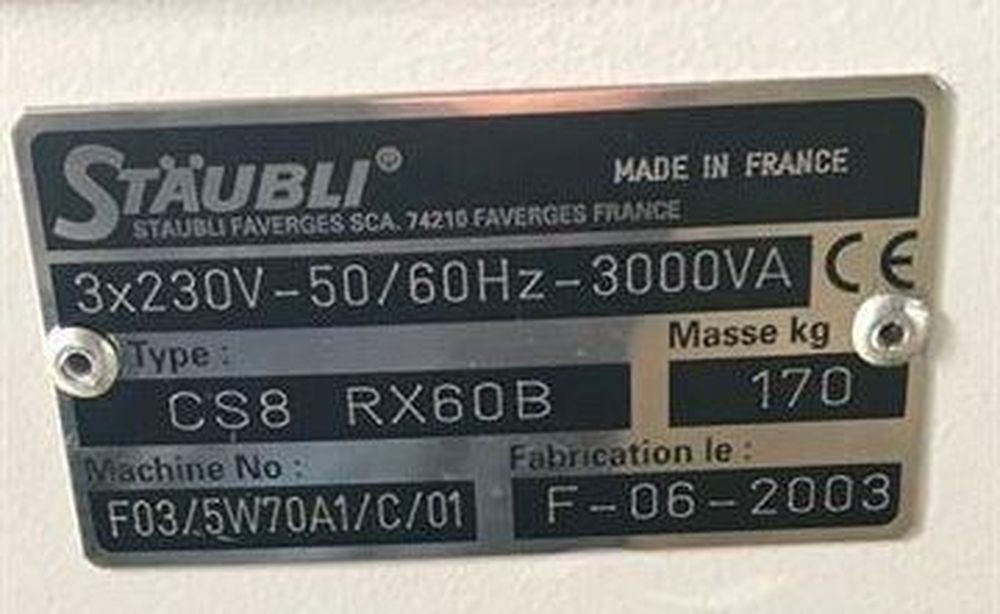 STÄUBLI®
MADE IN FRANCE
STAUBLI FAVERGES SCA. 74210 FAVERGES FRANCE
3x230V-50/60Hz-3000VA CE
Type :
Masse kg
CS8 RX60B
170
Machine No :
Fabrication le :
F03/5W70A1/C/01
F-06-2003